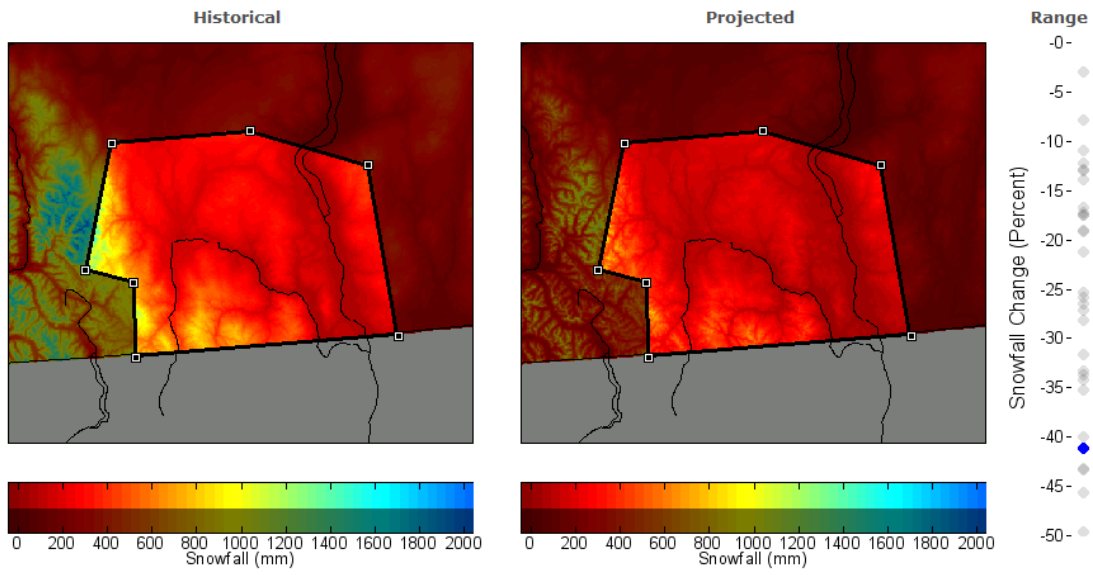 Historical
Projected
Range
-0-
-5-
-10-
-15-
-20-
-25-
-30-
-35-
-40-
-45-
-50-
Snowfall Change (Percent)
0 200 400 600 800 1000 1200 1400 1600 1800 2000
Snowfall (mm)
0 200 400 600 800 1000 1200 1400 1600 1800 2000
Snowfall (mm)